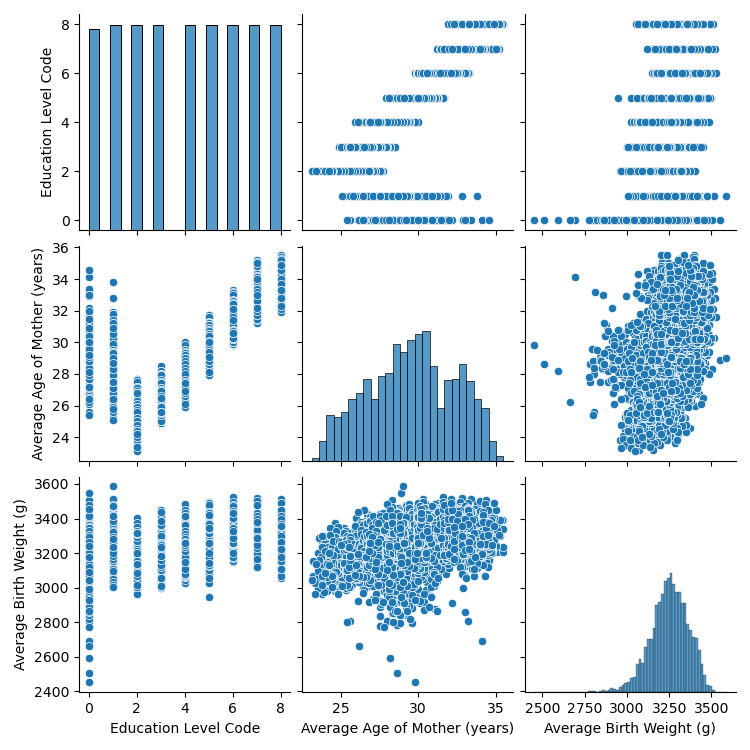 8
6
4
2
0
Education Level Code
36
34
32
30
28
26
24
Average Age of Mother (years)
3600
3400
3200
3000
2800
2600
2400
Average Birth Weight (g)
0 2 4 6 8
25 30 35
2500 3000 3500
Education Level Code
Average Age of Mother (years)
Average Birth Weight (g)